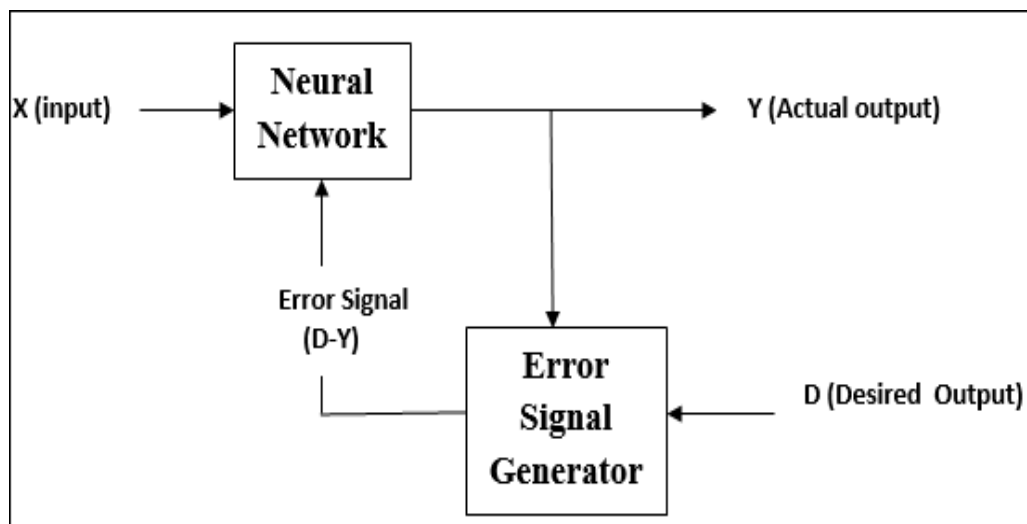 Neural
Network
X (input)
Y (Actual output)
Error Signal
(D-Y)
Error
Signal
Generator
D (Desired Output)